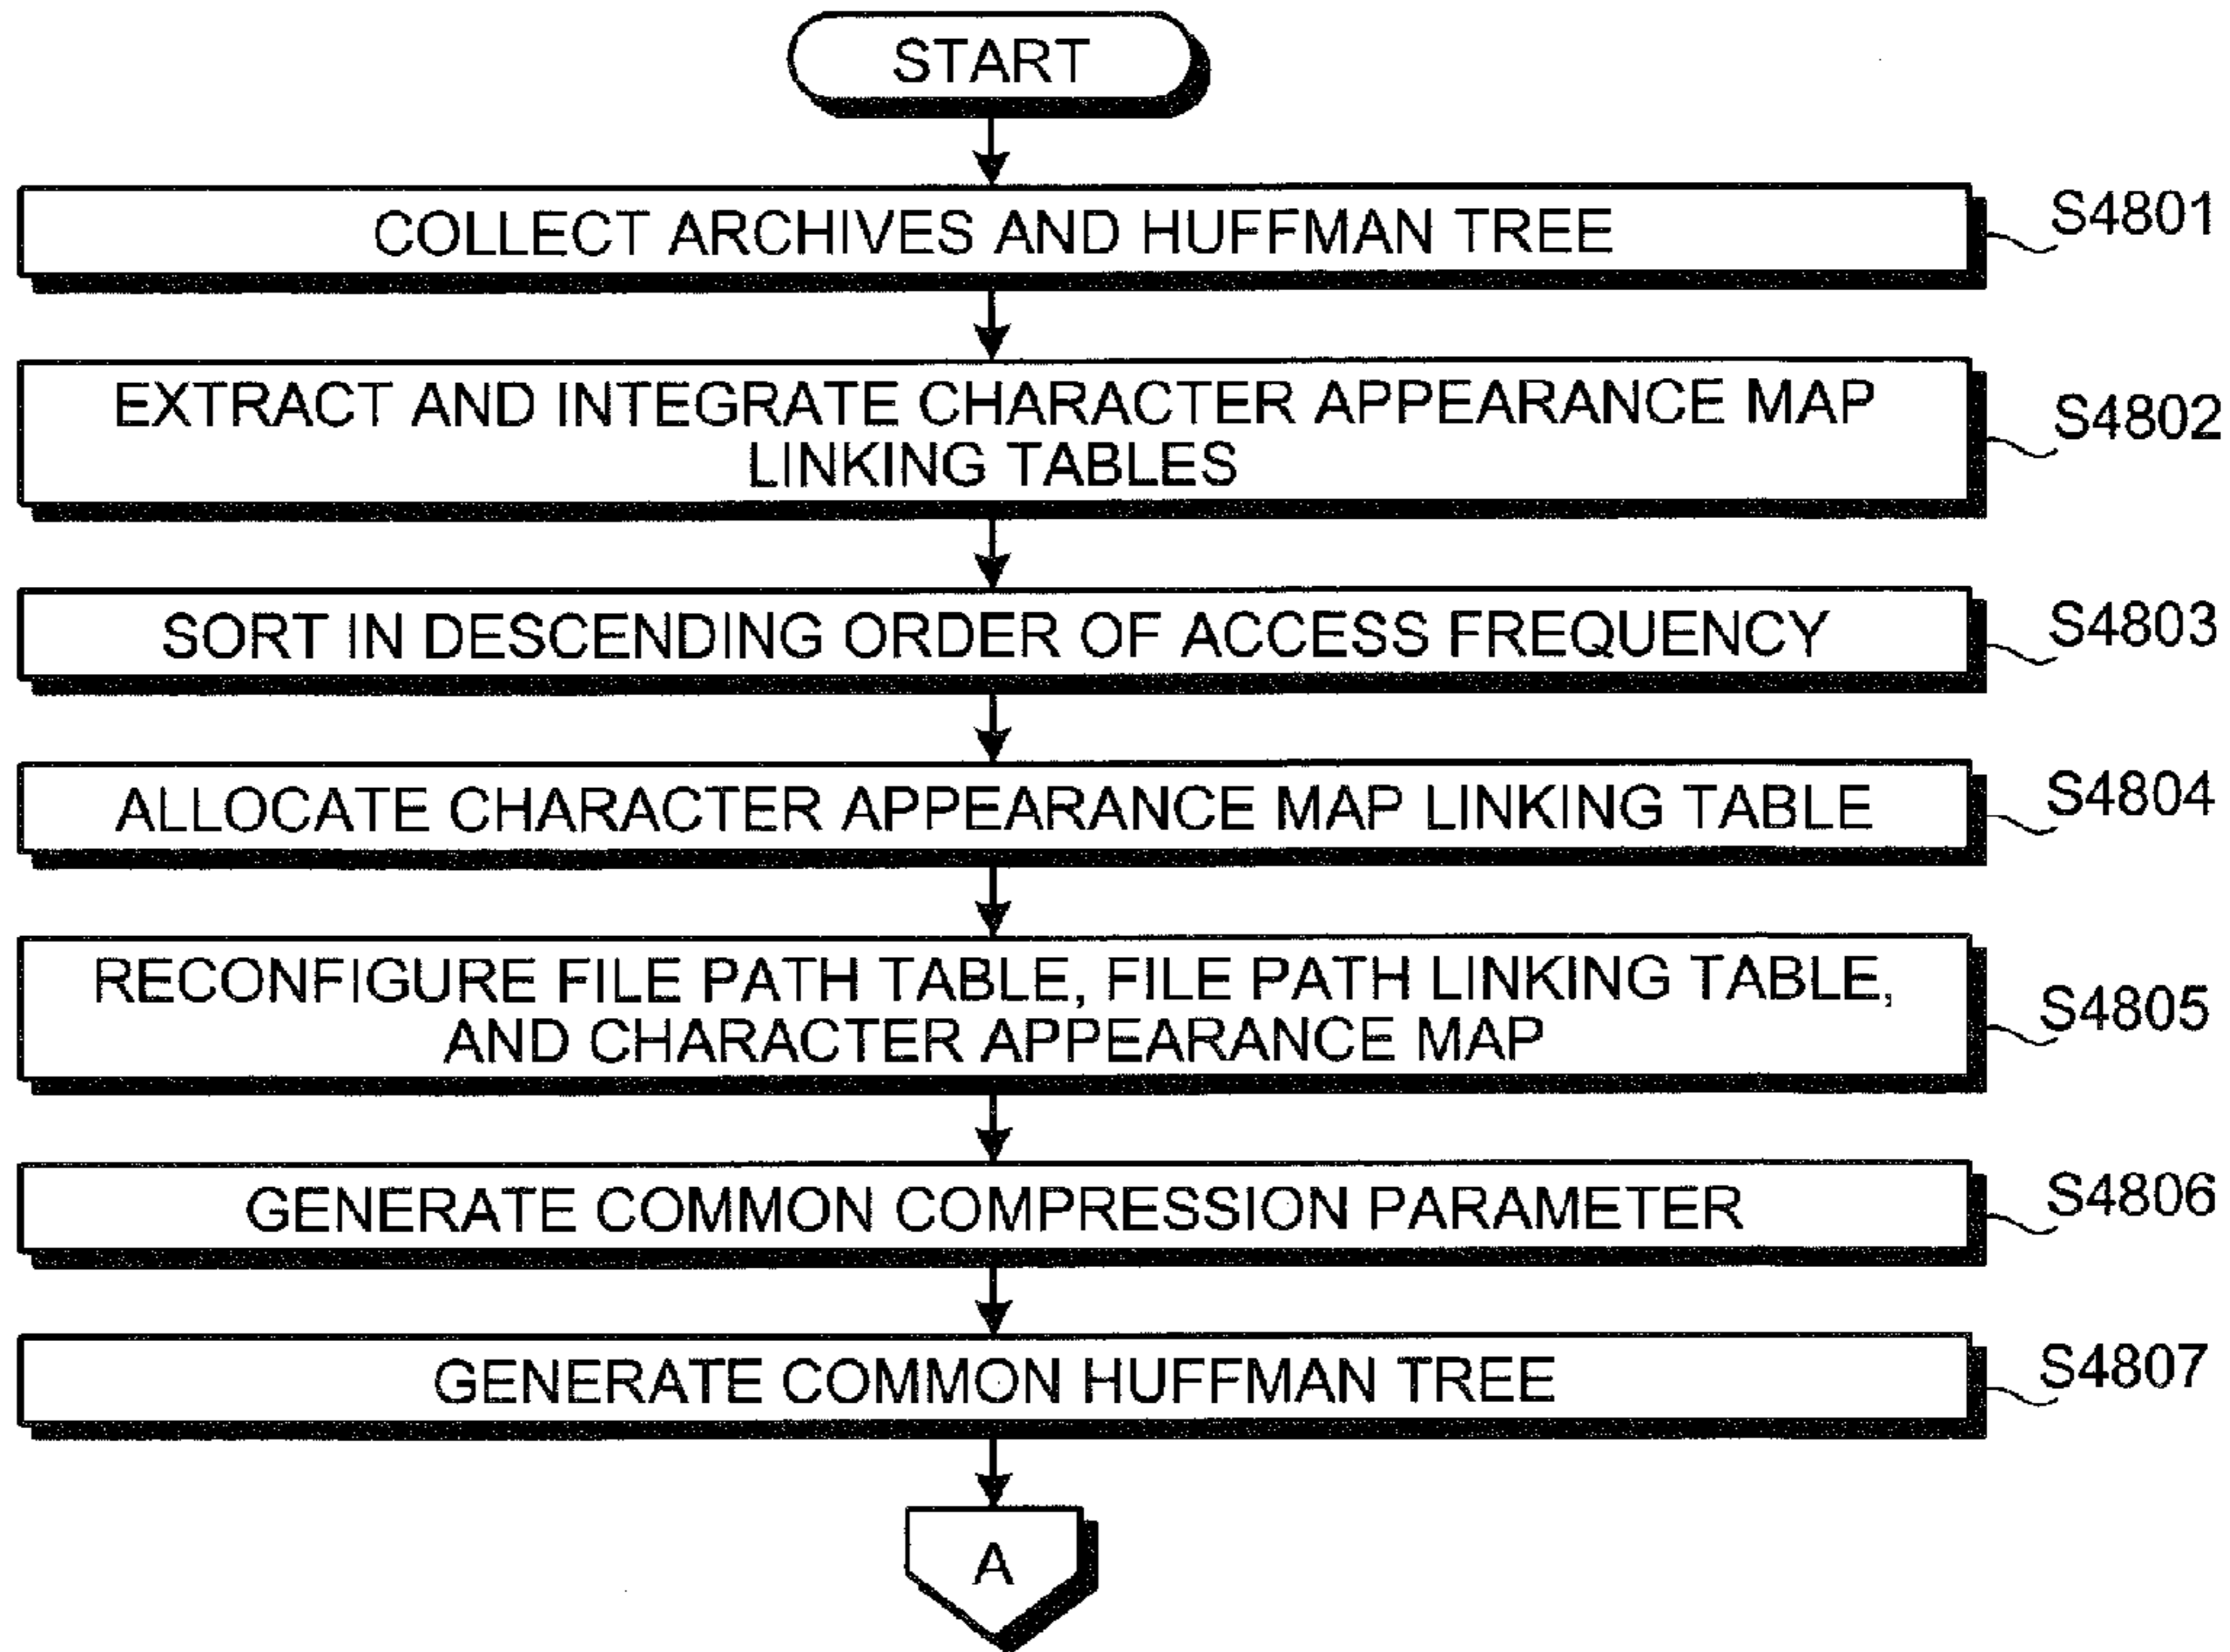 START
COLLECT ARCHIVES AND HUFFMAN TREE
S4801
EXTRACT AND INTEGRATE CHARACTER APPEARANCE MAP
LINKING TABLES
S4802
SORT IN DESCENDING ORDER OF ACCESS FREQUENCY
S4803
ALLOCATE CHARACTER APPEARANCE MAP LINKING TABLE
S4804
RECONFIGURE FILE PATH TABLE, FILE PATH LINKING TABLE,
AND CHARACTER APPEARANCE MAP
S4805
GENERATE COMMON COMPRESSION PARAMETER
S4806
GENERATE COMMON HUFFMAN TREE
S4807
A